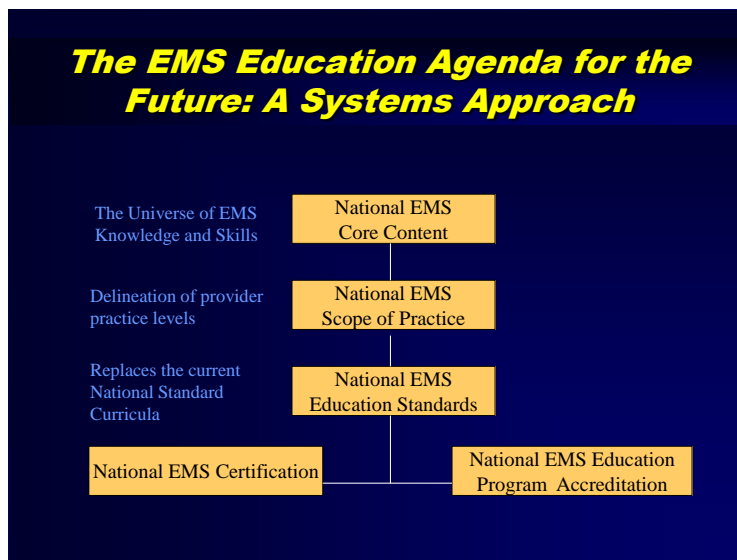 The EMS Education Agenda for the
Future: A Systems Approach
The Universe of EMS
Knowledge and Skills
National EMS
Core Content
Delineation of provider
practice levels
National EMS
Scope of Practice
Replaces the current
National Standard
Curricula
National EMS
Education Standards
National EMS Certification
National EMS Education
Program Accreditation